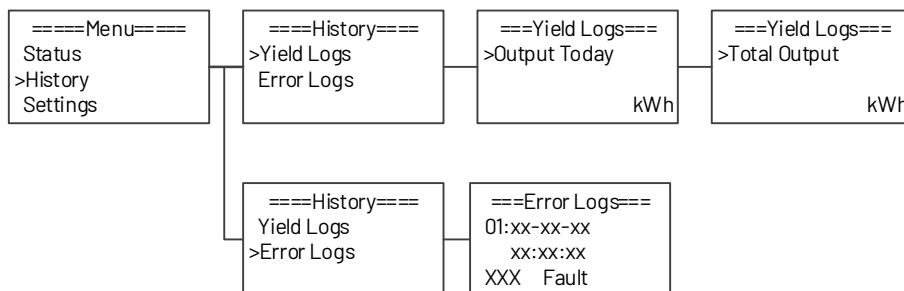 =====Menu=====
Status
>History
Settings
====History====
>Yield Logs
Error Logs
===Yield Logs===
>Output Today
kWh
===Yield Logs===
>Total Output
kWh
====History====
Yield Logs
>Error Logs
===Error Logs===
01:xx-xx-xx
xx:xx:xx
XXX Fault